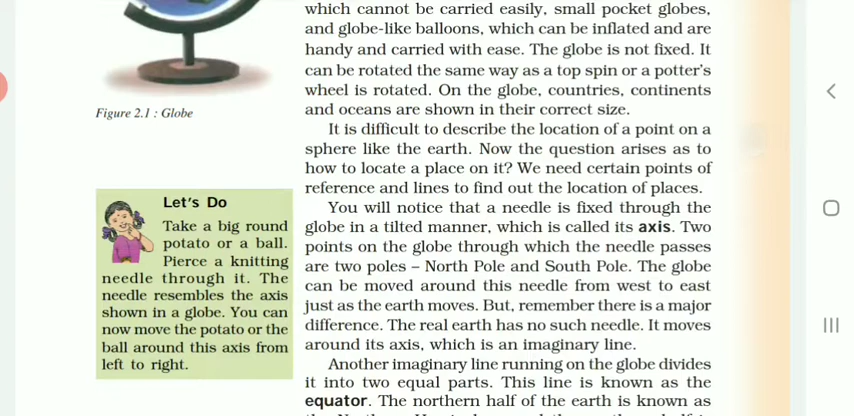 which cannot be carried easily, small pocket globes,
and globe-like balloons, which can be inflated and are
handy and carried with ease. The globe is not fixed. It
can be rotated the same way as a top spin or a potter's
wheel is rotated. On the globe, countries, continents
and oceans are shown in their correct size.
It is difficult to describe the location of a point on a
sphere like the earth. Now the question arises as to
how to locate a place on it? We need certain points of
reference and lines to find out the location of places.
You will notice that a needle is fixed through the
globe in a tilted manner, which is called its axis. Two
points on the globe through which the needle passes
are two poles – North Pole and South Pole. The globe
can be moved around this needle from west to east
just as the earth moves. But, remember there is a major
difference. The real earth has no such needle. It moves
around its axis, which is an imaginary line.
Another imaginary line running on the globe divides
it into two equal parts. This line is known as the
equator. The northern half of the earth is known as
Figure 2.1 : Globe
Let's Do
Take a big round
potato or a ball.
Pierce a knitting
needle through it. The
needle resembles the axis
shown in a globe. You can
now move the potato or the
ball around this axis from
left to right.